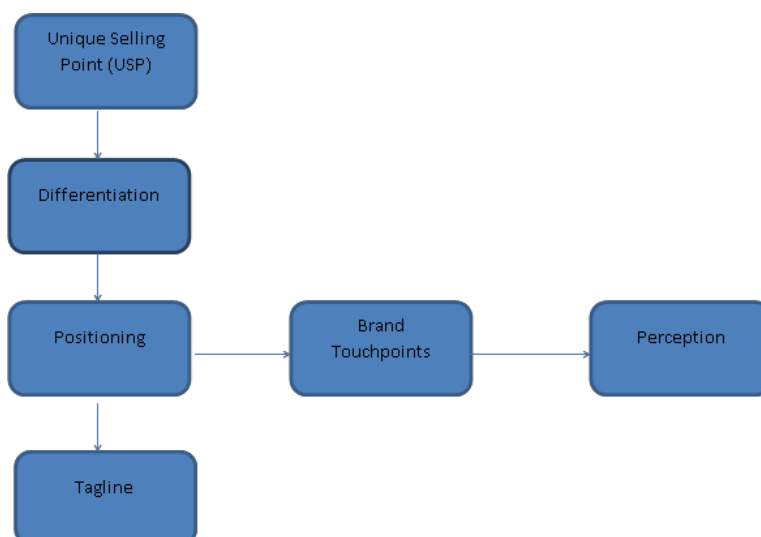 Unique Selling
Point (USP)
Differentiation
Positioning
Brand
Touchpoints
Perception
Tagline